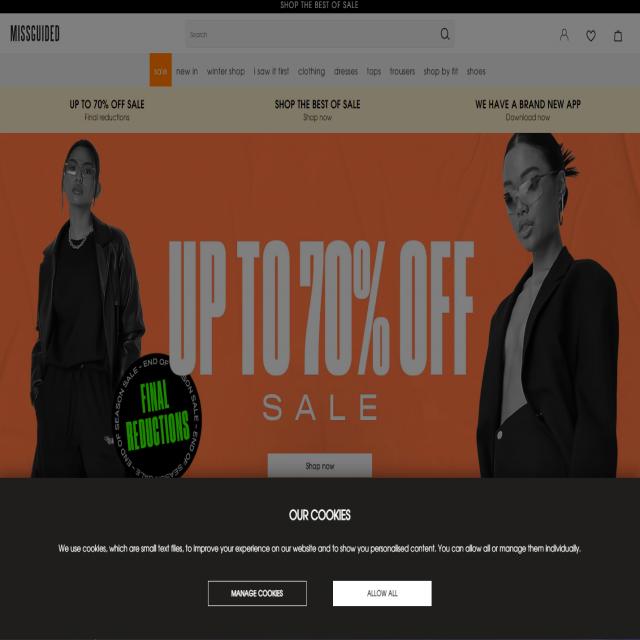 SHOP THE BEST OF SALE
MISSGUIDED
Search
sale new in winter shop i saw it first clothing dresses tops trousers shop by fit shoes
UP TO 70% OFF SALE
Final reductions
SHOP THE BEST OF SALE
Shop now
WE HAVE A BRAND NEW APP
Download now
UP TO 70% OFF
SALE
FINAL
REDUCTIONS
END OF SEASON SALE - END OF SEASON SALE - END OF SEASON SALE
Shop now
OUR COOKIES
We use cookies, which are small text files, to improve your experience on our website and to show you personalised content. You can allow all or manage them individually.
MANAGE COOKIES
ALLOW ALL